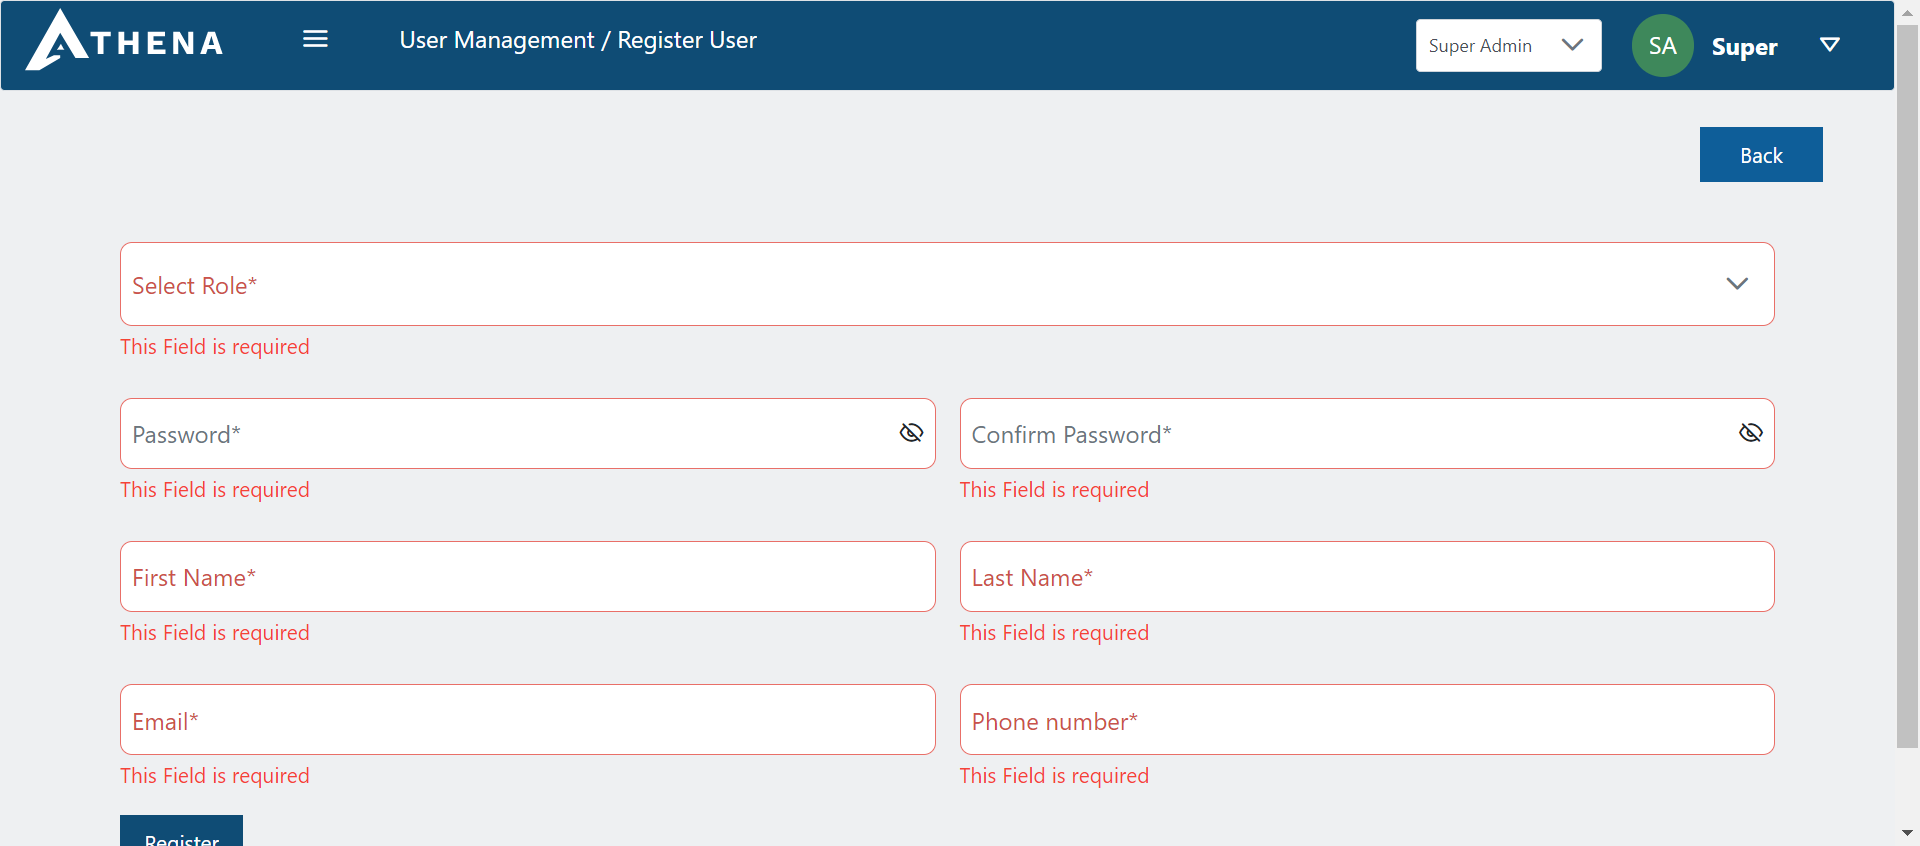 ATHENA
User Management / Register User
Super Admin
SA
Super
Back
Select Role*
This Field is required
Password*
Confirm Password*
This Field is required
This Field is required
First Name*
Last Name*
This Field is required
This Field is required
Email*
Phone number*
This Field is required
This Field is required
Register